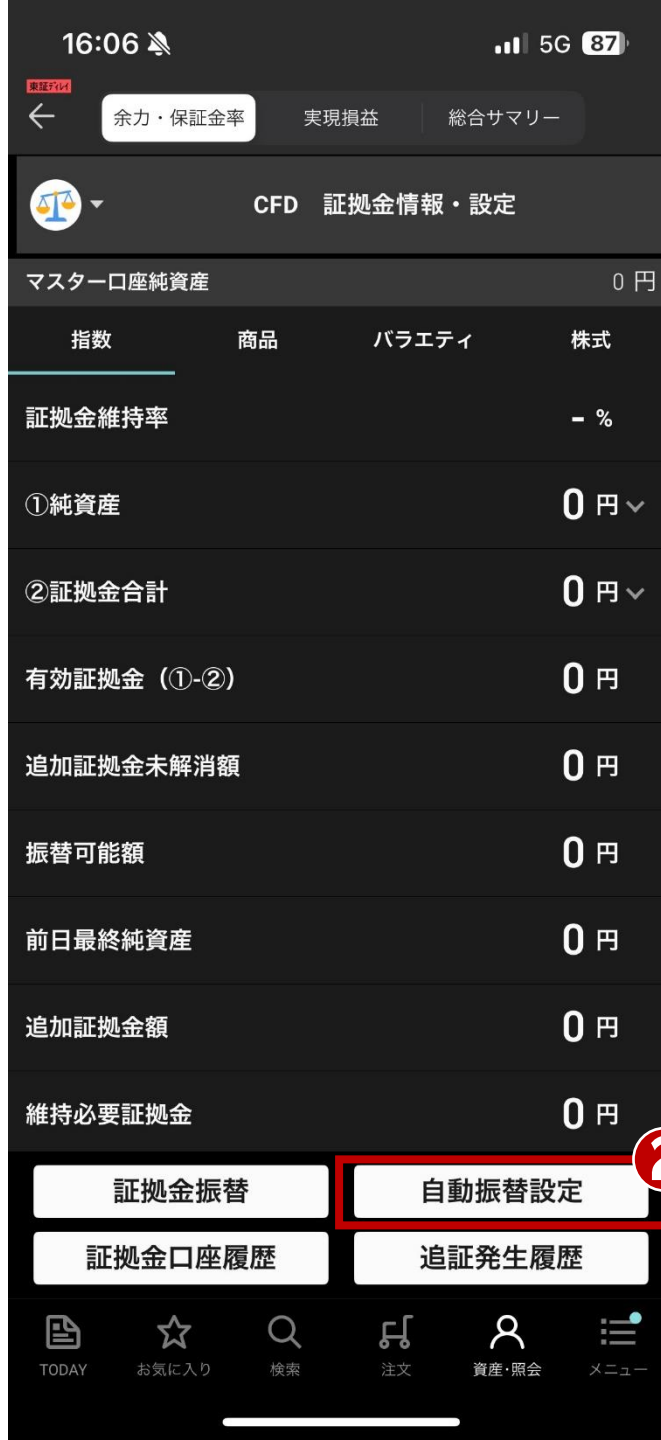 16:06
5G 87
東証ディレイ
余力・保証金率 実現損益 総合サマリー
CFD 証拠金情報・設定
マスター口座純資産 0 円
指数 商品 バラエティ 株式
証拠金維持率 - %
①純資産 0 円
②証拠金合計 0 円
有効証拠金（①-②） 0 円
追加証拠金未解消額 0 円
振替可能額 0 円
前日最終純資産 0 円
追加証拠金額 0 円
維持必要証拠金 0 円
証拠金振替 自動振替設定
証拠金口座履歴 追証発生履歴
TODAY お気に入り 検索 注文 資産・照会 メニュー